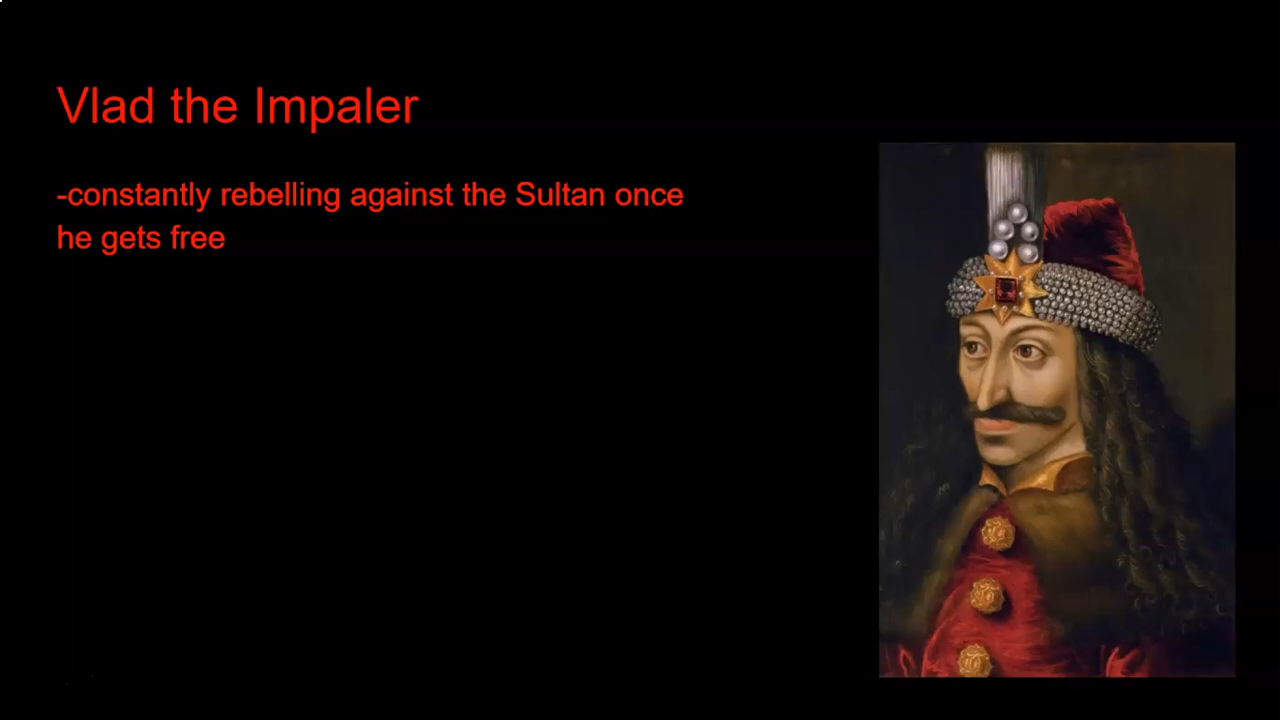 Vlad the Impaler
-constantly rebelling against the Sultan once
he gets free